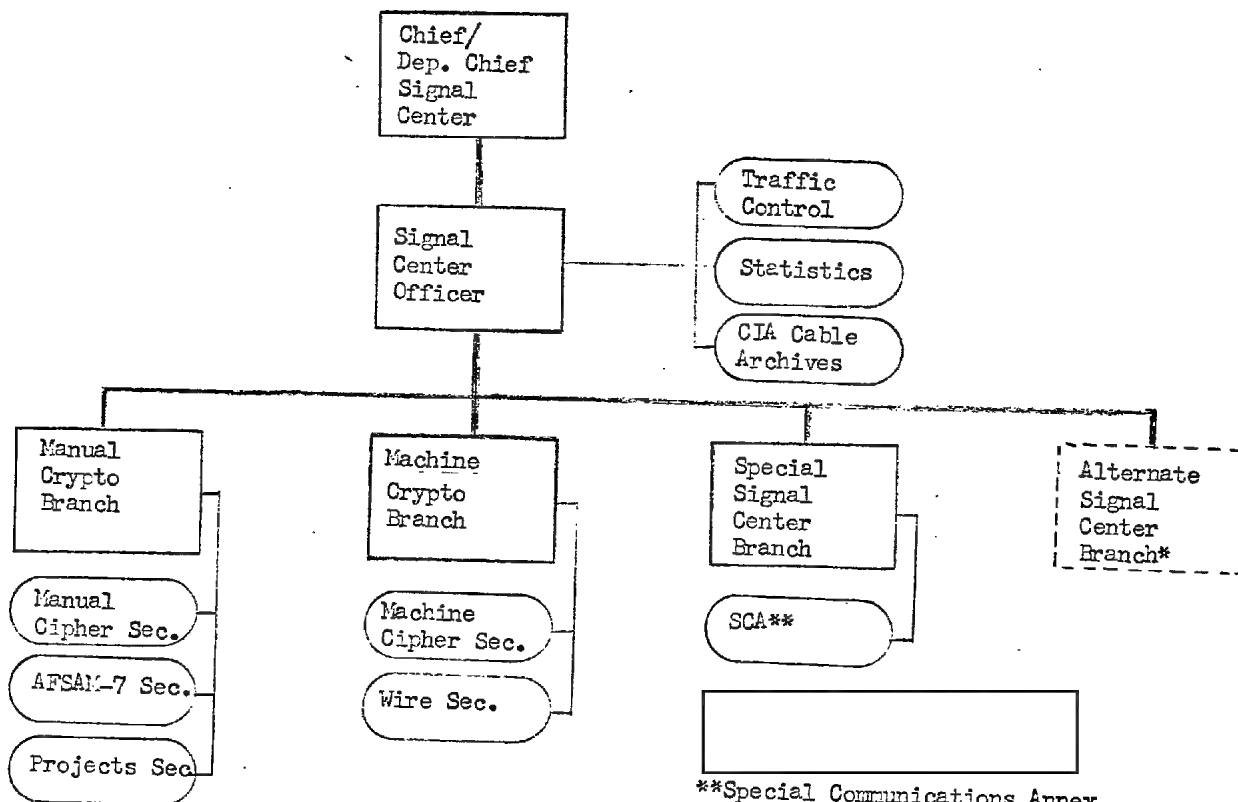 Chief/
Dep. Chief
Signal
Center
Signal
Center
Officer
Traffic
Control
Statistics
CIA Cable
Archives
Manual
Crypto
Branch
Manual
Cipher Sec.
AFSAM-7 Sec.
Projects Sec
Machine
Crypto
Branch
Machine
Cipher Sec.
Wire Sec.
Special
Signal
Center
Branch
SCA**
Alternate
Signal
Center
Branch*
**Special Communications Annex